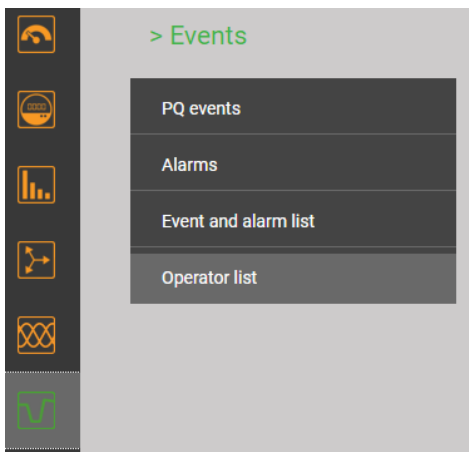 > Events
PQ events
Alarms
Event and alarm list
Operator list